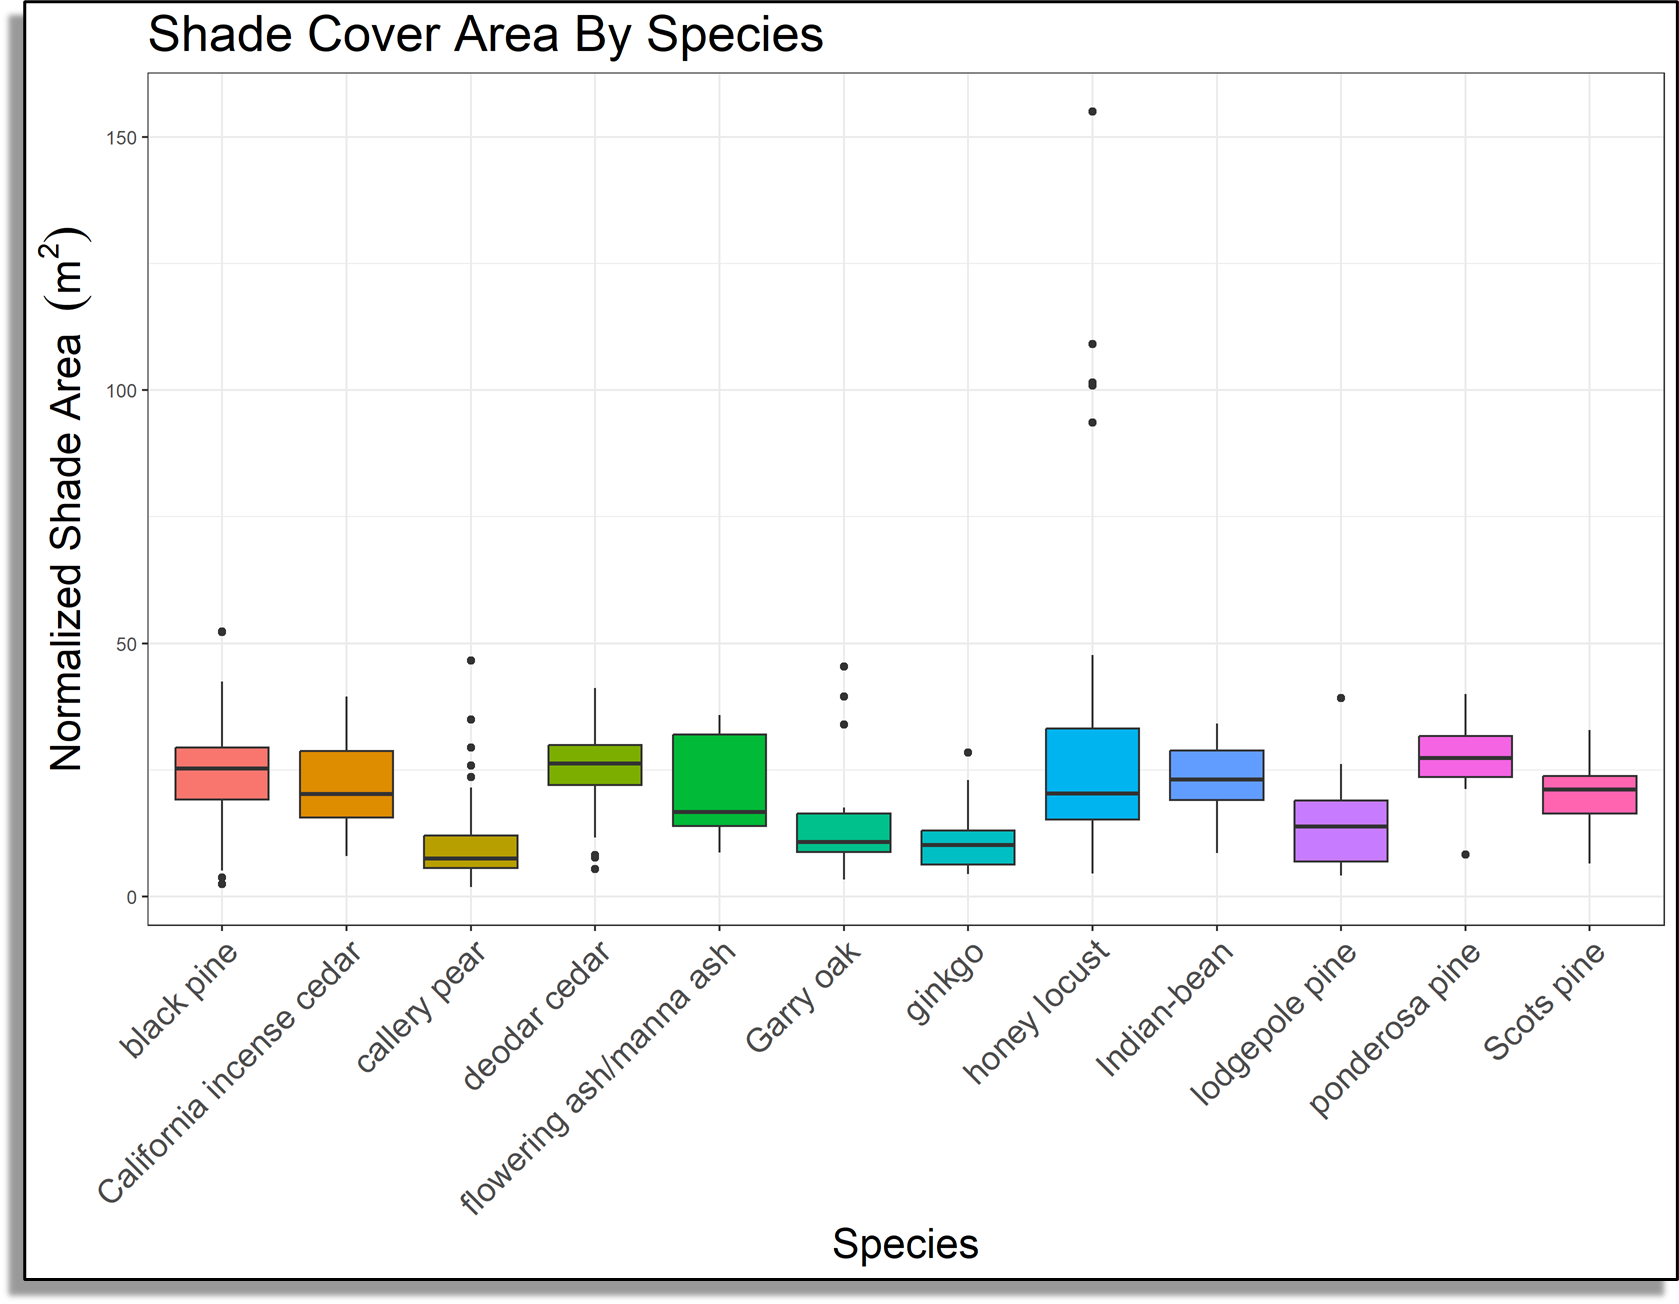 Shade Cover Area By Species
Normalized Shade Area (m²)
150
100
50
0
black pine
California incense cedar
callery pear
deodar cedar
flowering ash/manna ash
Garry oak
ginkgo
honey locust
Indian-bean
lodgepole pine
ponderosa pine
Scots pine
Species